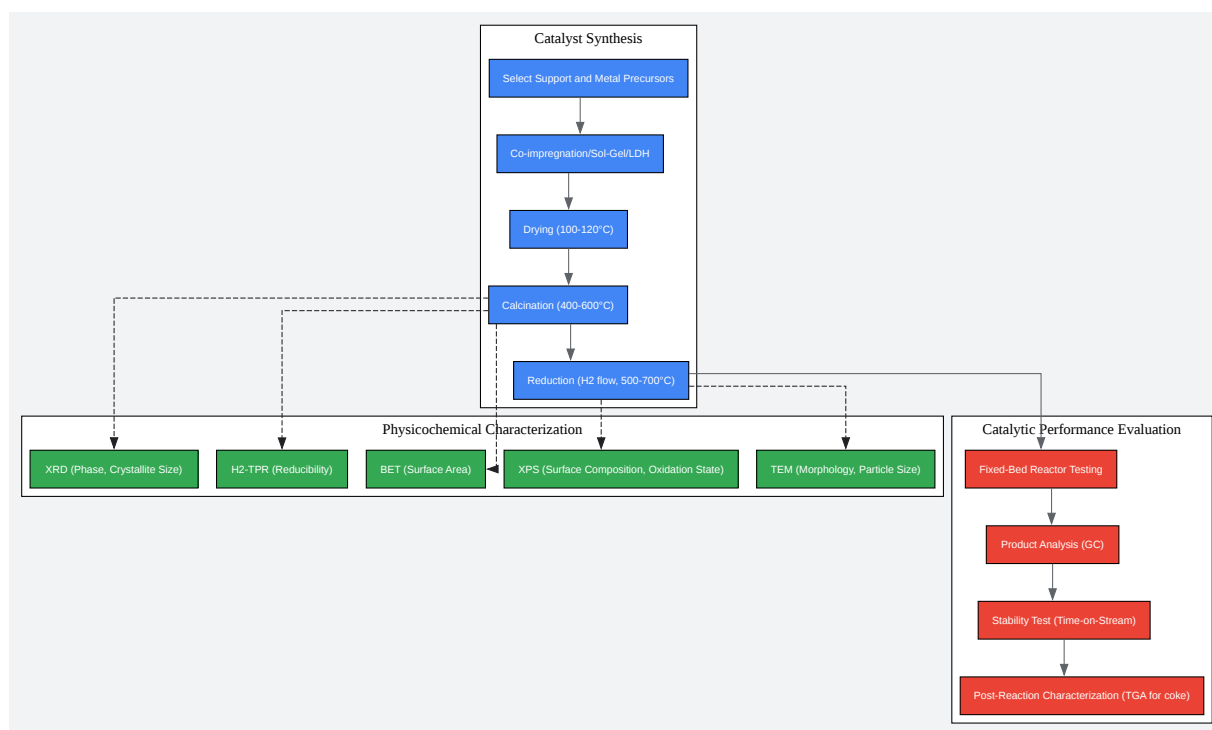 Catalyst Synthesis
Select Support and Metal Precursors
Co-impregnation/Sol-Gel/LDH
Drying (100-120°C)
Calcination (400-600°C)
Reduction (H2 flow, 500-700°C)
Physicochemical Characterization
XRD (Phase, Crystallite Size)
H2-TPR (Reducibility)
BET (Surface Area)
XPS (Surface Composition, Oxidation State)
TEM (Morphology, Particle Size)
Catalytic Performance Evaluation
Fixed-Bed Reactor Testing
Product Analysis (GC)
Stability Test (Time-on-Stream)
Post-Reaction Characterization (TGA for coke)